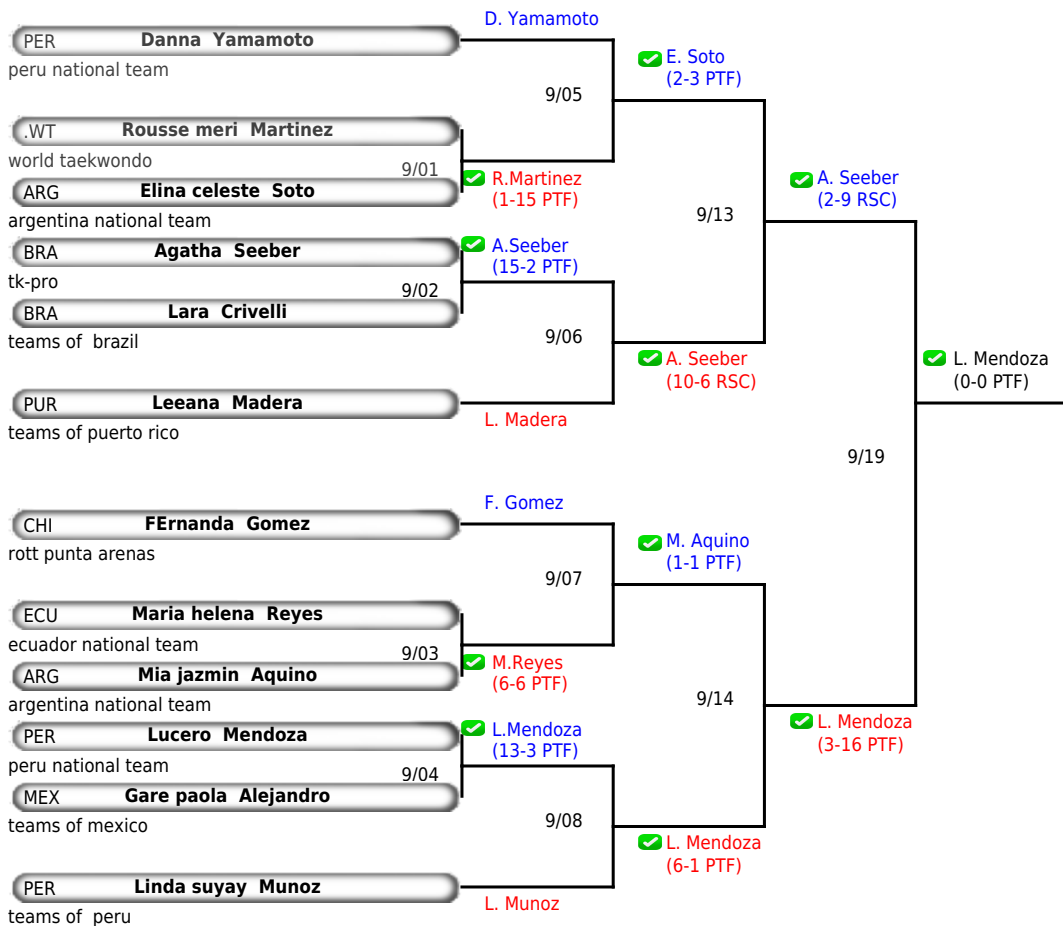 D. Yamamoto
PER Danna Yamamoto
peru national team
E. Soto
(2-3 PTF)
9/05
.WT Rousse meri Martinez
world taekwondo
9/01
R.Martinez
(1-15 PTF)
ARG Elina celeste Soto
argentina national team
A. Seeber
(2-9 RSC)
9/13
BRA Agatha Seeber
tk-pro
A.Seeber
(15-2 PTF)
9/02
BRA Lara Crivelli
teams of brazil
9/06
A. Seeber
(10-6 RSC)
L. Mendoza
(0-0 PTF)
PUR Leeana Madera
teams of puerto rico
L. Madera
9/19
F. Gomez
CHI FErnanda Gomez
rott punta arenas
M. Aquino
(1-1 PTF)
9/07
ECU Maria helena Reyes
ecuador national team
9/03
M.Reyes
(6-6 PTF)
ARG Mia jazmin Aquino
argentina national team
9/14
L. Mendoza
(3-16 PTF)
PER Lucero Mendoza
peru national team
L.Mendoza
(13-3 PTF)
9/04
MEX Gare paola Alejandro
teams of mexico
9/08
L. Mendoza
(6-1 PTF)
PER Linda suyay Munoz
teams of peru
L. Munoz